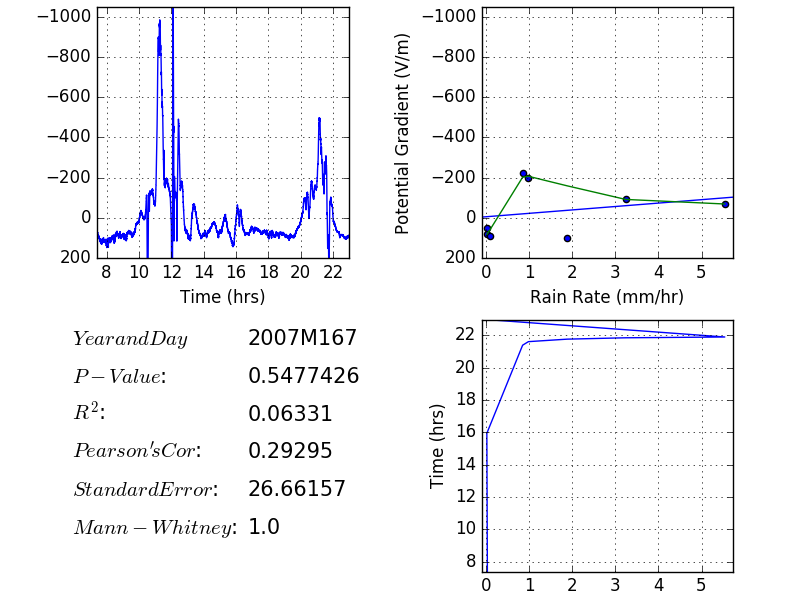 −1000
−800
−600
−400
−200
0
200
8 10 12 14 16 18 20 22
Time (hrs)
Potential Gradient (V/m)
−1000
−800
−600
−400
−200
0
200
0 1 2 3 4 5
Rain Rate (mm/hr)
YearandDay 2007M167
P−Value: 0.5477426
R²: 0.06331
Pearson′sCor: 0.29295
StandardError: 26.66157
Mann−Whitney: 1.0
Time (hrs)
22
20
18
16
14
12
10
8
0 1 2 3 4 5